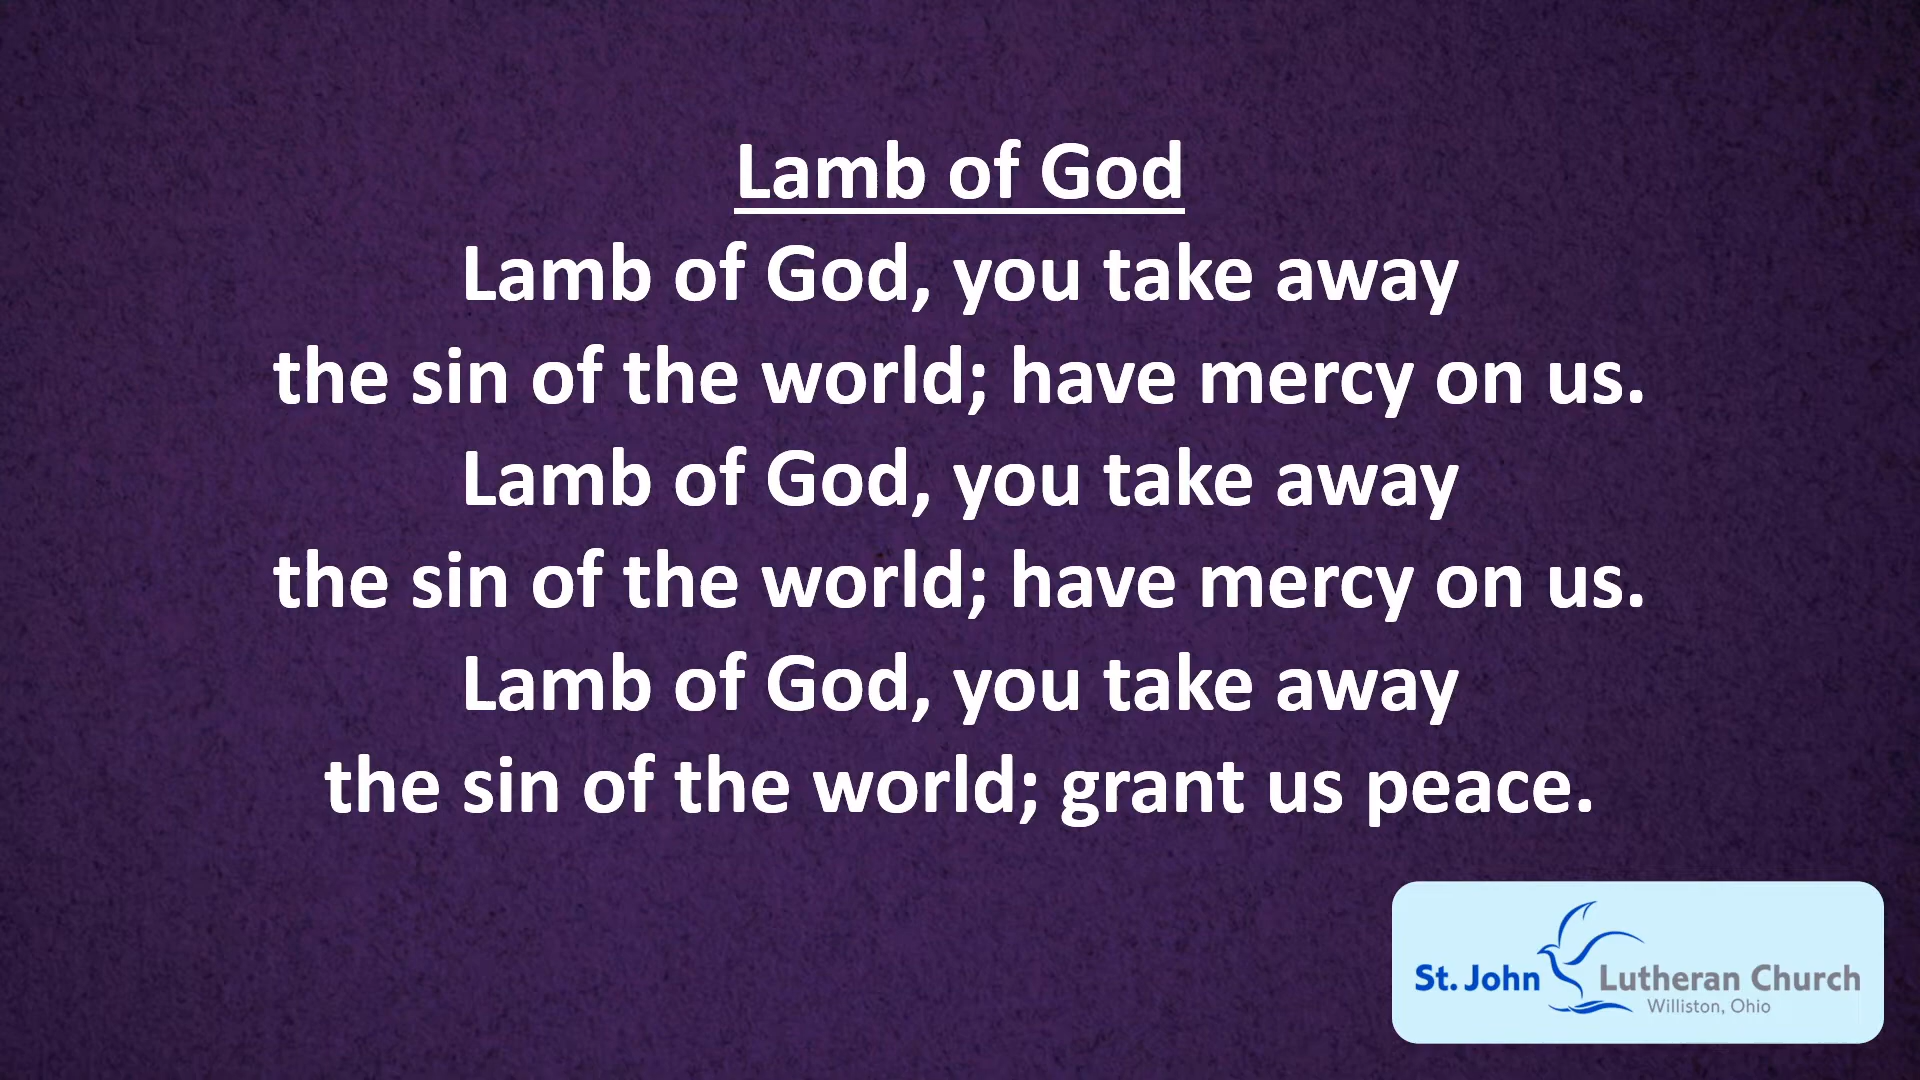 Lamb of God
Lamb of God, you take away
the sin of the world; have mercy on us.
Lamb of God, you take away
the sin of the world; have mercy on us.
Lamb of God, you take away
the sin of the world; grant us peace.
St. John Lutheran Church
Williston, Ohio